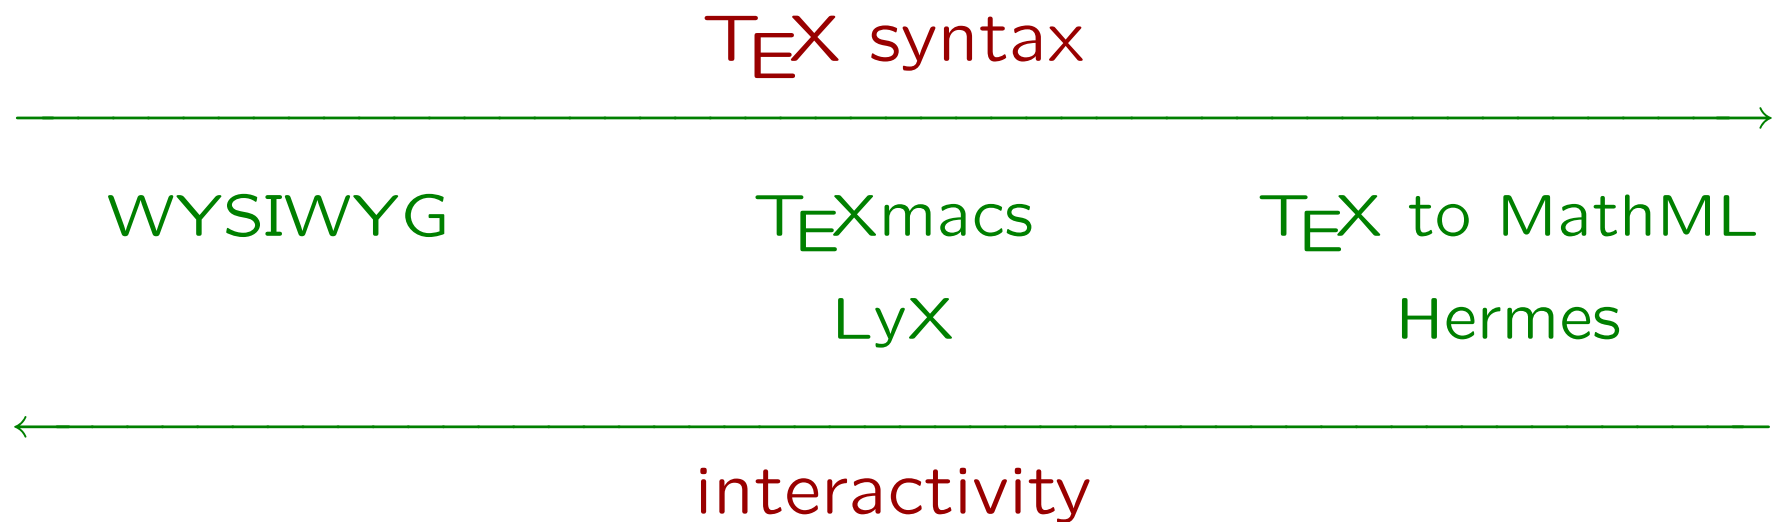 TEX syntax
WYSIWYG TEXmacs TEX to MathML
LyX Hermes
interactivity